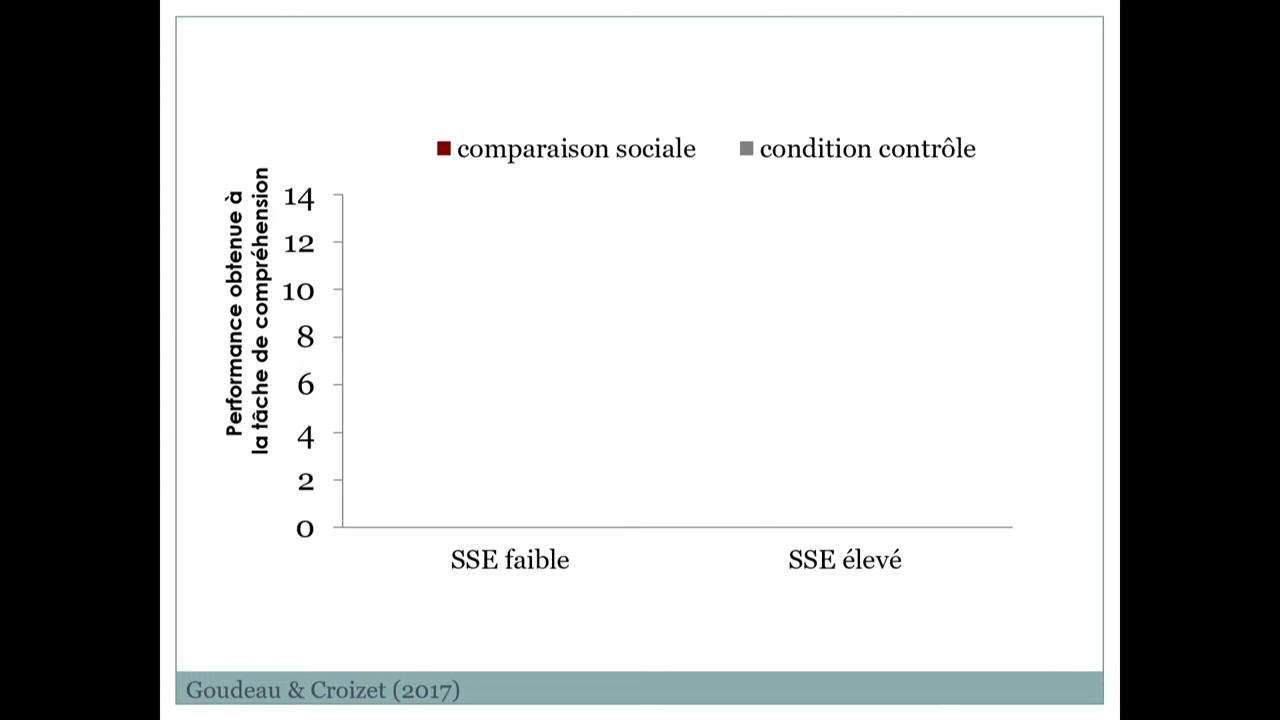 comparaison sociale
condition contrôle
Performance obtenue à
la tâche de compréhension
14
12
10
8
6
4
2
0
SSE faible
SSE élevé
Goudeau & Croizet (2017)